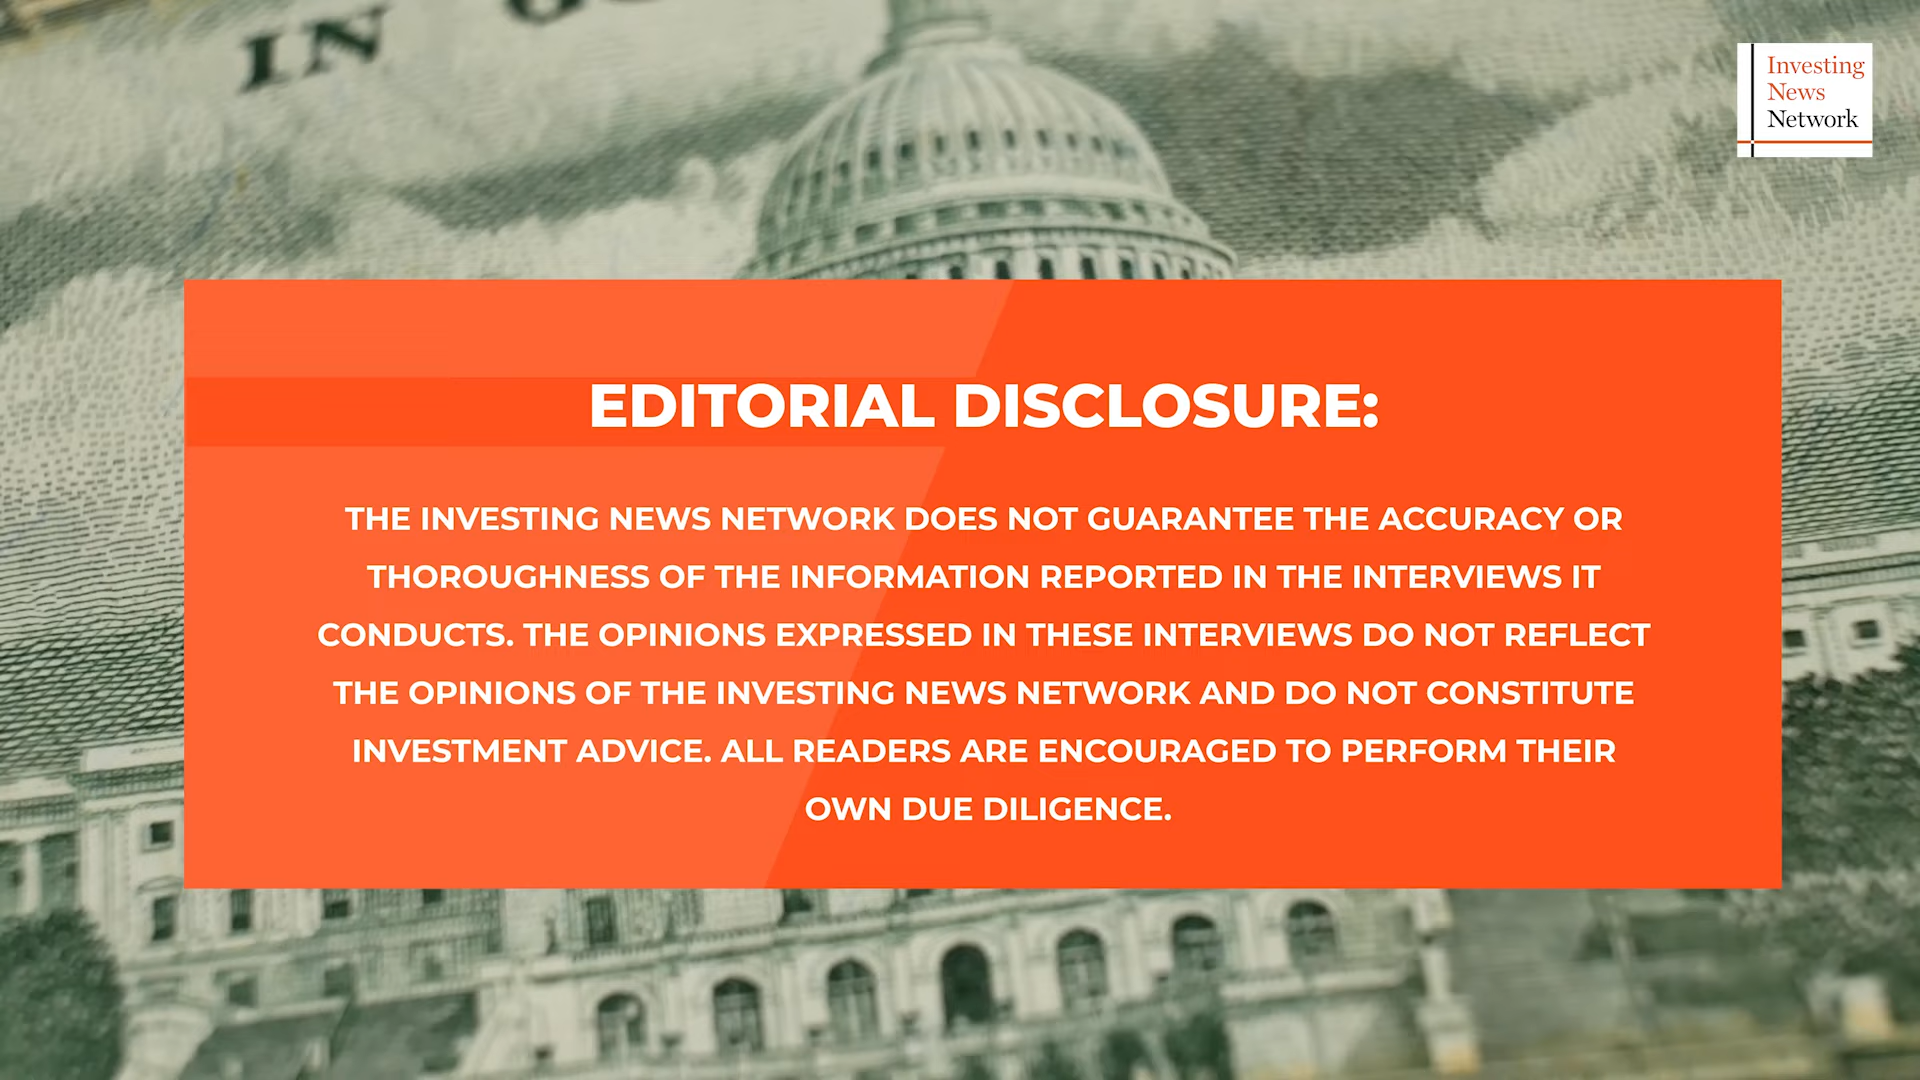 IN
Investing
News
Network
EDITORIAL DISCLOSURE:
THE INVESTING NEWS NETWORK DOES NOT GUARANTEE THE ACCURACY OR
THOROUGHNESS OF THE INFORMATION REPORTED IN THE INTERVIEWS IT
CONDUCTS. THE OPINIONS EXPRESSED IN THESE INTERVIEWS DO NOT REFLECT
THE OPINIONS OF THE INVESTING NEWS NETWORK AND DO NOT CONSTITUTE
INVESTMENT ADVICE. ALL READERS ARE ENCOURAGED TO PERFORM THEIR
OWN DUE DILIGENCE.